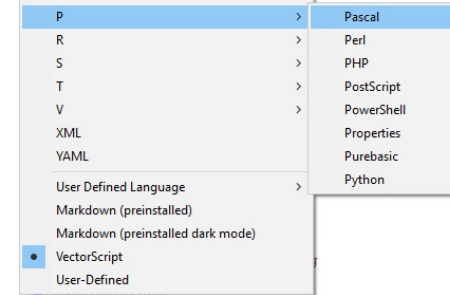 P
R
S
T
V
XML
YAML
User Defined Language
Markdown (preinstalled)
Markdown (preinstalled dark mode)
VectorScript
User-Defined
Pascal
Perl
PHP
PostScript
PowerShell
Properties
Purebasic
Python